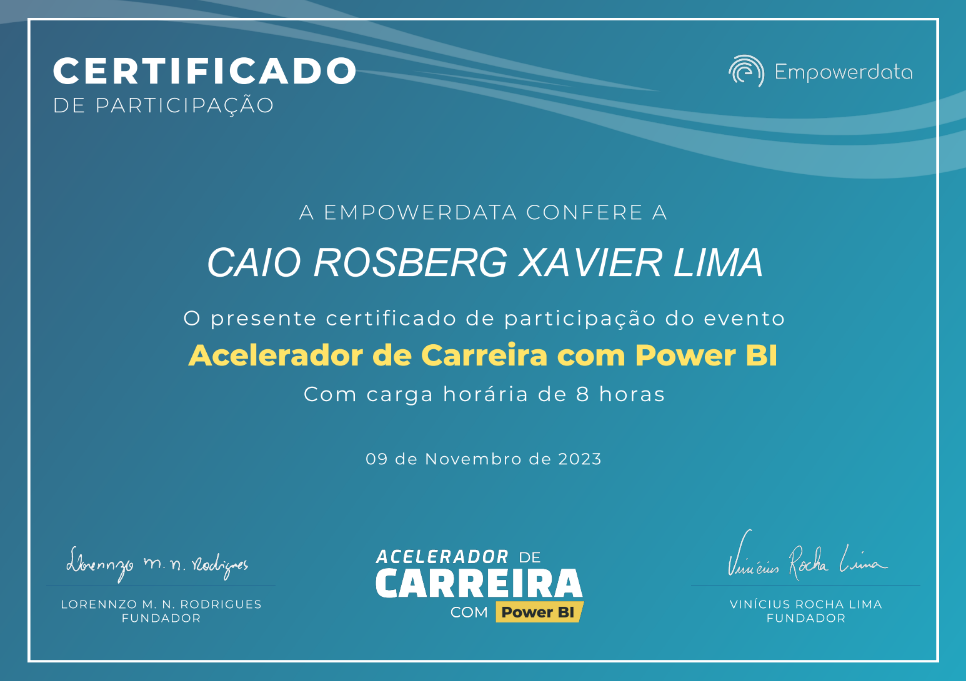 CERTIFICADO
DE PARTICIPAÇÃO
Empowerdata
A EMPOWERDATA CONFERE A
CAIO ROSBERG XAVIER LIMA
O presente certificado de participação do evento
Acelerador de Carreira com Power BI
Com carga horária de 8 horas
09 de Novembro de 2023
Lorennzo M. N. Rodrigues
LORENNZO M. N. RODRIGUES
FUNDADOR
ACELERADOR DE
CARREIRA
COM Power BI
Vinícius Rocha Lima
VINÍCIUS ROCHA LIMA
FUNDADOR